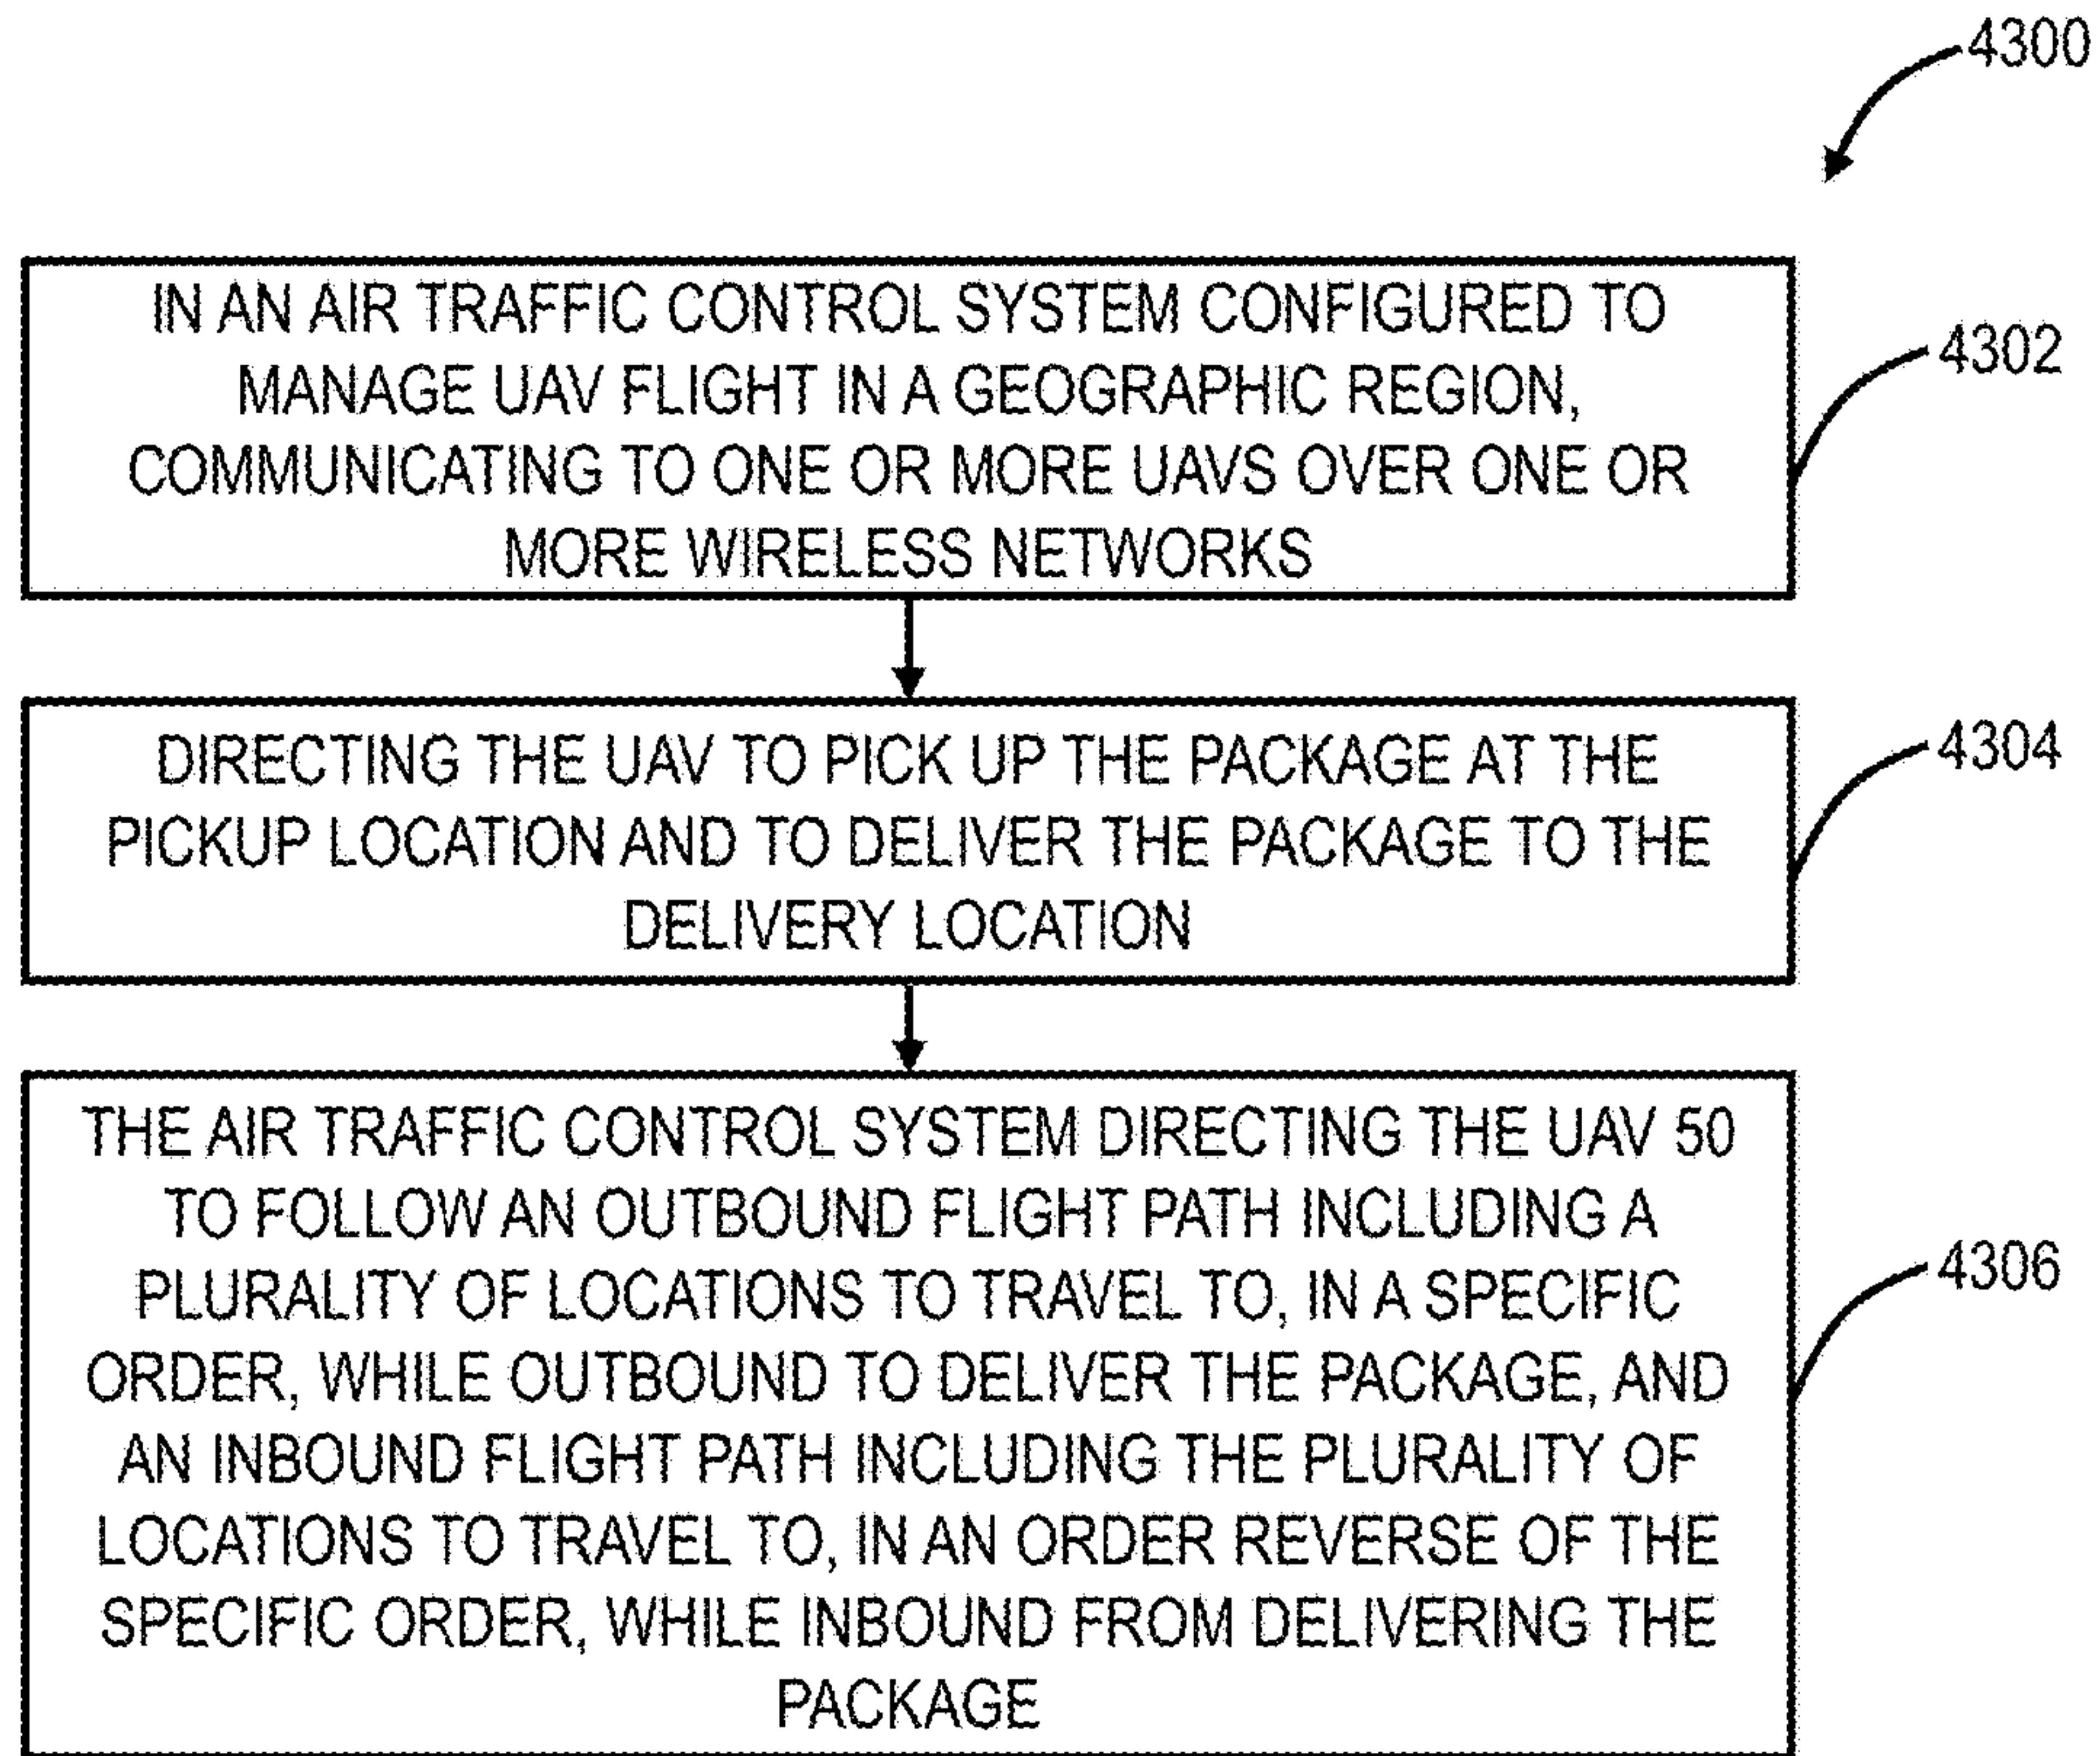 4300
IN AN AIR TRAFFIC CONTROL SYSTEM CONFIGURED TO
MANAGE UAV FLIGHT IN A GEOGRAPHIC REGION,
COMMUNICATING TO ONE OR MORE UAVS OVER ONE OR
MORE WIRELESS NETWORKS
4302
DIRECTING THE UAV TO PICK UP THE PACKAGE AT THE
PICKUP LOCATION AND TO DELIVER THE PACKAGE TO THE
DELIVERY LOCATION
4304
THE AIR TRAFFIC CONTROL SYSTEM DIRECTING THE UAV 50
TO FOLLOW AN OUTBOUND FLIGHT PATH INCLUDING A
PLURALITY OF LOCATIONS TO TRAVEL TO, IN A SPECIFIC
ORDER, WHILE OUTBOUND TO DELIVER THE PACKAGE, AND
AN INBOUND FLIGHT PATH INCLUDING THE PLURALITY OF
LOCATIONS TO TRAVEL TO, IN AN ORDER REVERSE OF THE
SPECIFIC ORDER, WHILE INBOUND FROM DELIVERING THE
PACKAGE
4306